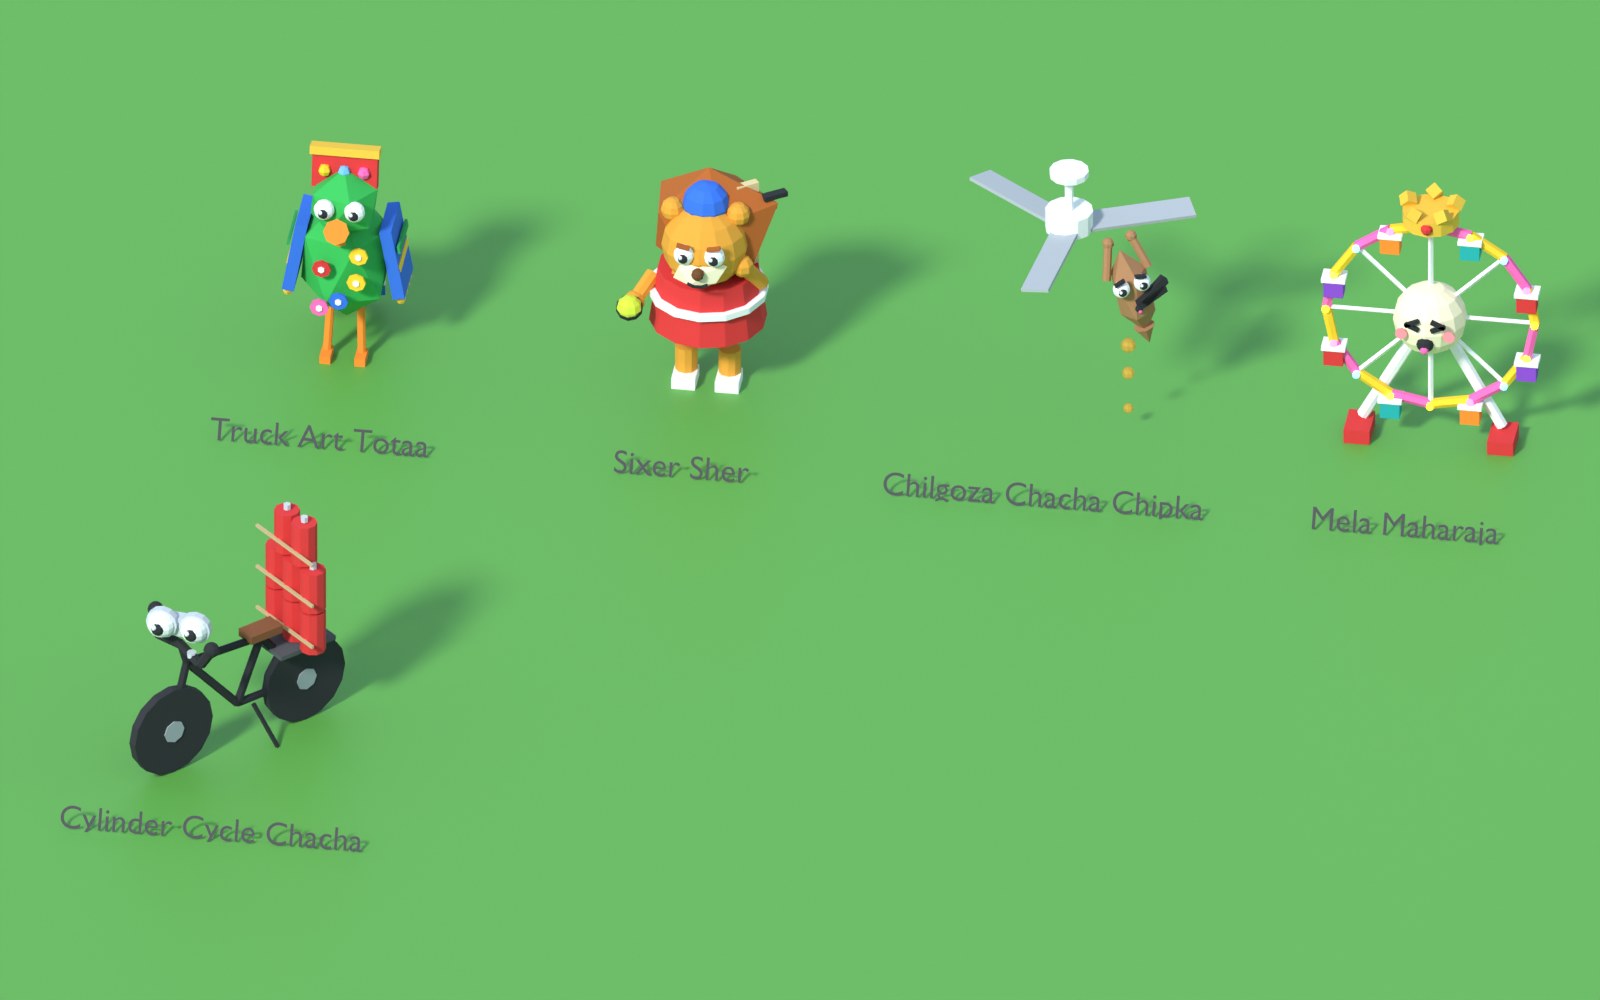 Truck Art Totaa
Sixer Sher
Chilgoza Chacha Chipka
Mela Maharaja
Cylinder Cycle Chacha